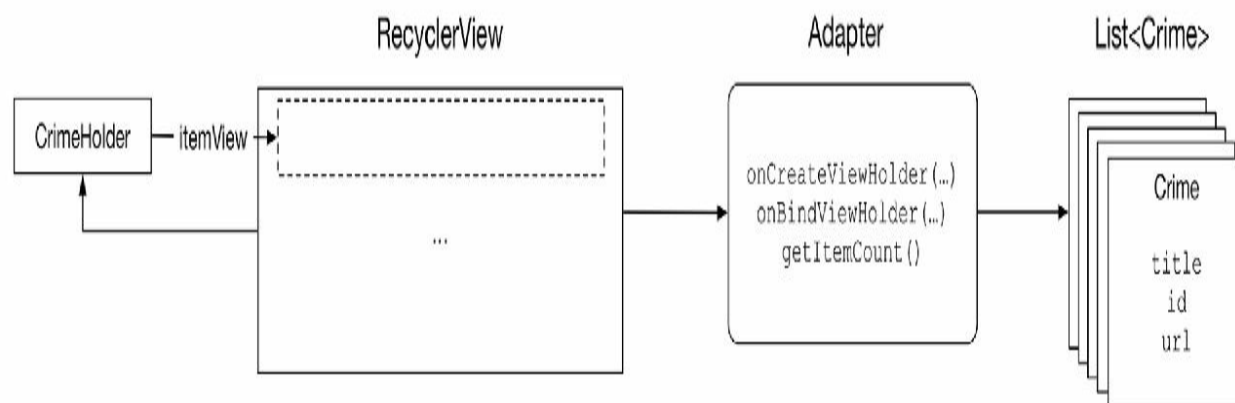 RecyclerView
Adapter
List<Crime>
CrimeHolder
itemView
...
onCreateViewHolder(…)
onBindViewHolder(…)
getItemCount()
Crime
title
id
url